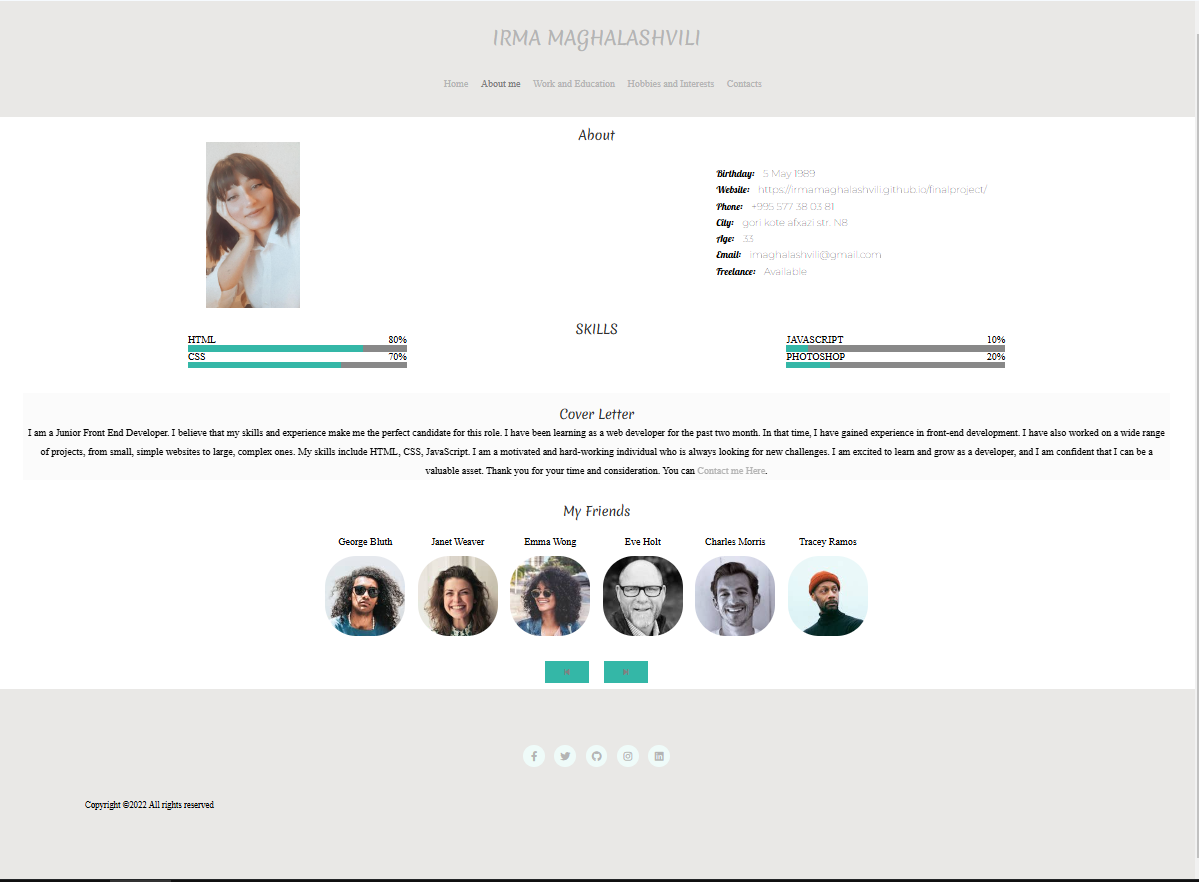 IRMA MAGHALASHVILI
Home About me Work and Education Hobbies and Interests Contacts
About
Birthday: 5 May 1989
Website: https://irmamaghalashvili.github.io/finalproject/
Phone: +995 577 38 03 81
City: gori kote afxazi str. N8
Age: 33
Email: imaghalashvili@gmail.com
Freelance: Available
SKILLS
HTML 80%
CSS 70%
JAVASCRIPT 10%
PHOTOSHOP 20%
Cover Letter
I am a Junior Front End Developer. I believe that my skills and experience make me the perfect candidate for this role. I have been learning as a web developer for the past two month. In that time, I have gained experience in front-end development. I have also worked on a wide range
of projects, from small, simple websites to large, complex ones. My skills include HTML, CSS, JavaScript. I am a motivated and hard-working individual who is always looking for new challenges. I am excited to learn and grow as a developer, and I am confident that I can be a
valuable asset. Thank you for your time and consideration. You can Contact me Here.
My Friends
George Bluth Janet Weaver Emma Wong Eve Holt Charles Morris Tracey Ramos
Copyright ©2022 All rights reserved